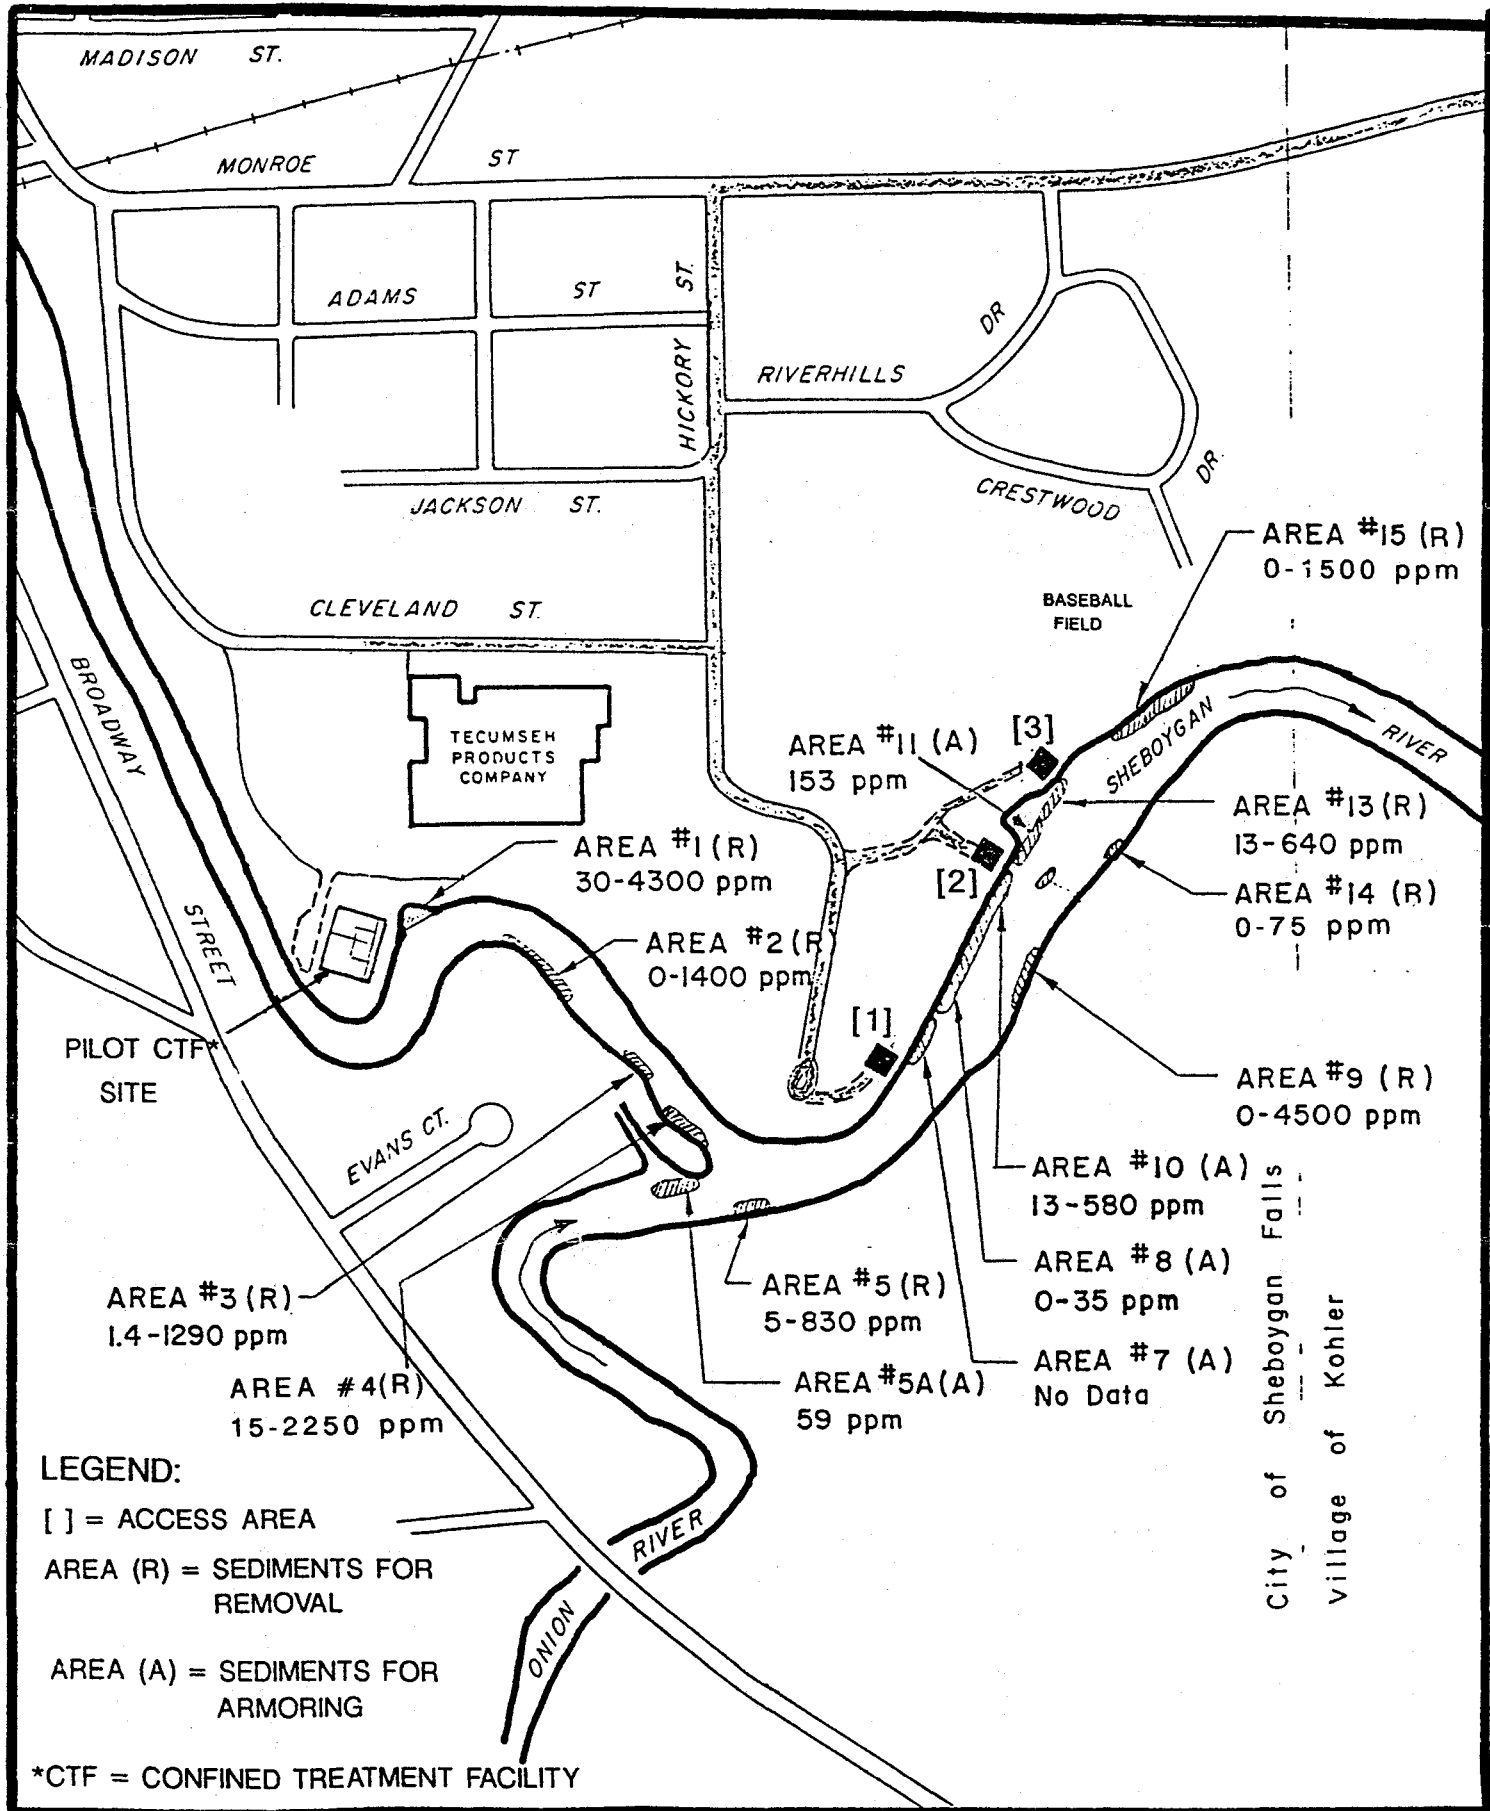 MADISON ST.
MONROE ST
ADAMS ST
HICKORY ST.
RIVERHILLS DR
CRESTWOOD DR.
JACKSON ST.
CLEVELAND ST.
BROADWAY STREET
TECUMSEH
PRODUCTS
COMPANY
BASEBALL
FIELD
AREA #15 (R)
0-1500 ppm
SHEBOYGAN RIVER
[3]
AREA #11 (A)
153 ppm
[2]
AREA #13 (R)
13-640 ppm
AREA #14 (R)
0-75 ppm
AREA #1 (R)
30-4300 ppm
AREA #2 (R)
0-1400 ppm
[1]
PILOT CTF*
SITE
AREA #9 (R)
0-4500 ppm
EVANS CT.
AREA #10 (A)
13-580 ppm
AREA #8 (A)
0-35 ppm
AREA #7 (A)
No Data
AREA #3 (R)
1.4-1290 ppm
AREA #4(R)
15-2250 ppm
AREA #5 (R)
5-830 ppm
AREA #5A (A)
59 ppm
City of Sheboygan Falls
Village of Kohler
ONION RIVER
LEGEND:
[ ] = ACCESS AREA
AREA (R) = SEDIMENTS FOR
REMOVAL
AREA (A) = SEDIMENTS FOR
ARMORING
*CTF = CONFINED TREATMENT FACILITY